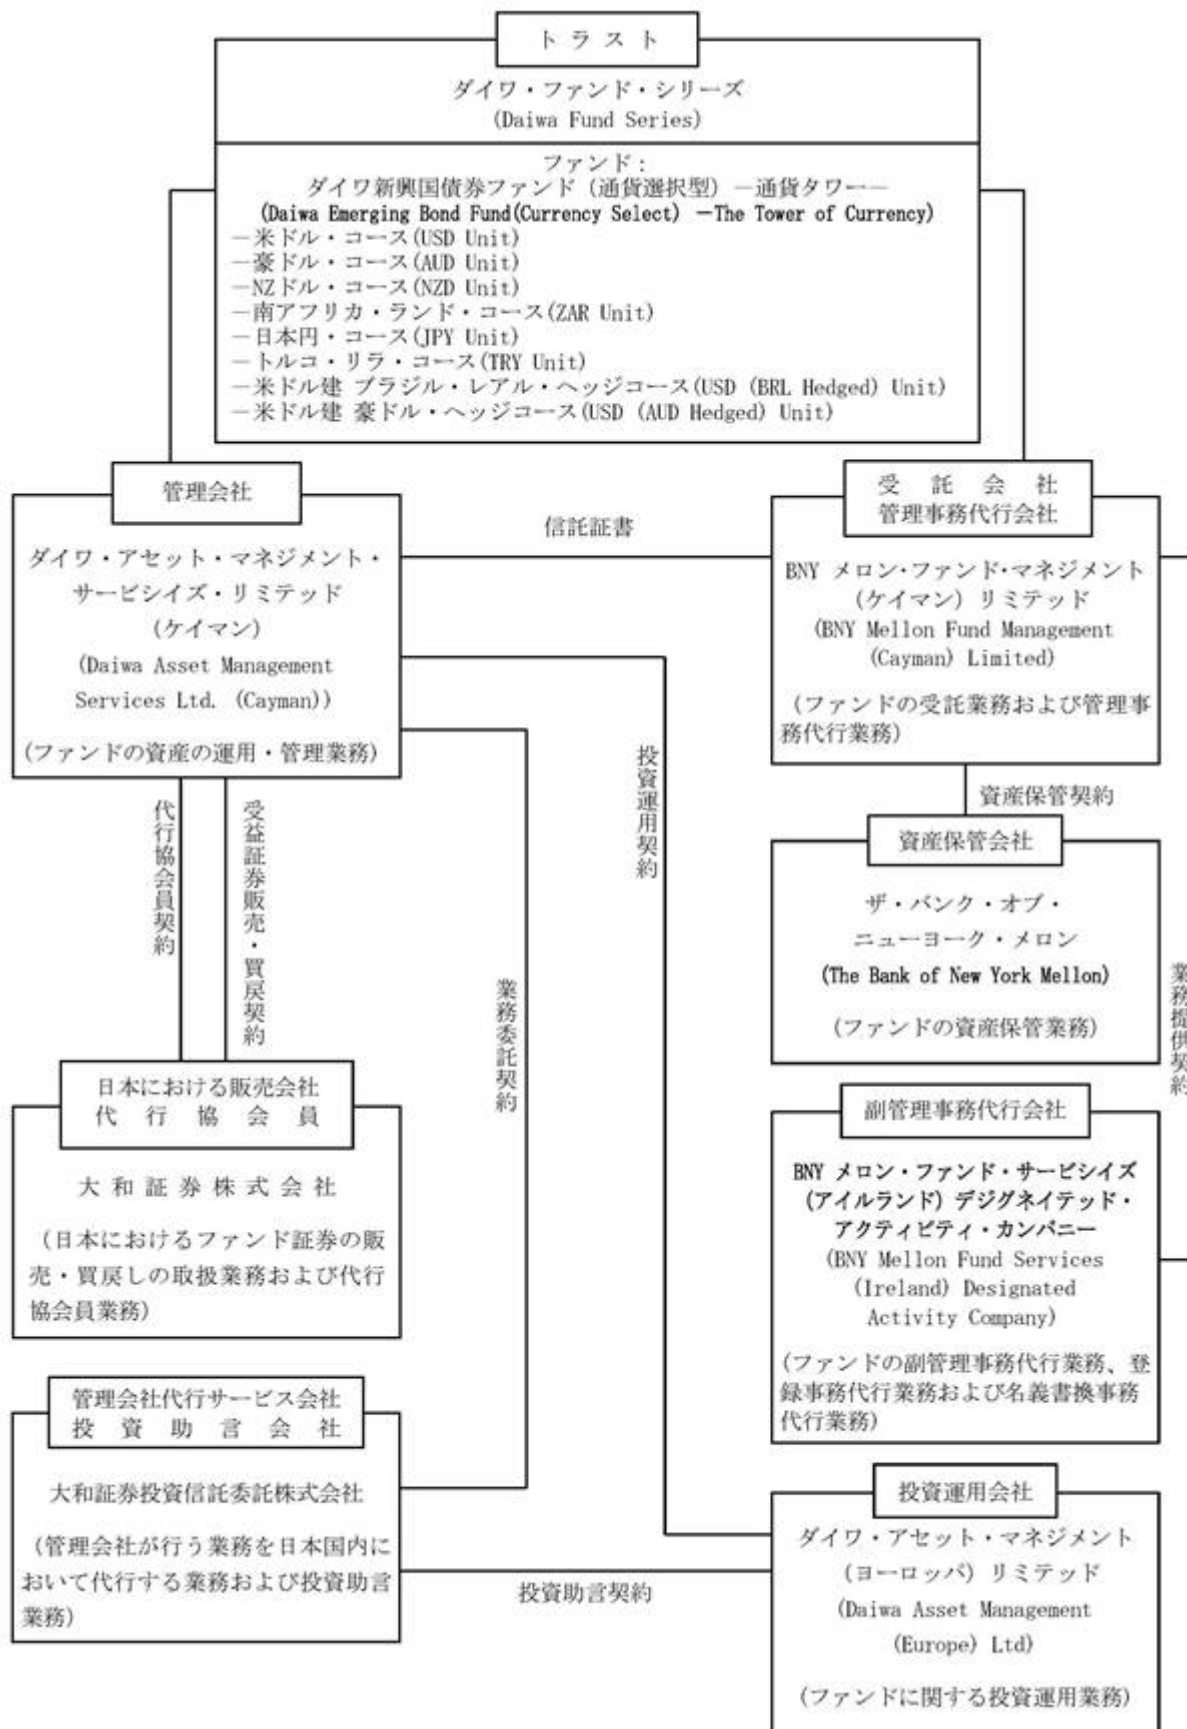 トラスト
ダイワ・ファンド・シリーズ
(Daiwa Fund Series)
ファンド：
ダイワ新興国債券ファンド（通貨選択型）－通貨タワー－
(Daiwa Emerging Bond Fund(Currency Select) －The Tower of Currency)
－米ドル・コース(USD Unit)
－豪ドル・コース(AUD Unit)
－NZドル・コース(NZD Unit)
－南アフリカ・ランド・コース(ZAR Unit)
－日本円・コース(JPY Unit)
－トルコ・リラ・コース(TRY Unit)
－米ドル建 ブラジル・レアル・ヘッジコース(USD (BRL Hedged) Unit)
－米ドル建 豪ドル・ヘッジコース(USD (AUD Hedged) Unit)
管理会社
ダイワ・アセット・マネジメント・
サービシイズ・リミテッド
(ケイマン)
(Daiwa Asset Management
Services Ltd. (Cayman))
(ファンドの資産の運用・管理業務)
信託証書
受託会社
管理事務代行会社
BNY メロン・ファンド・マネジメント
（ケイマン）リミテッド
(BNY Mellon Fund Management
(Cayman) Limited)
（ファンドの受託業務および管理事
務代行業務）
代行協会員契約
受益証券販売・買戻契約
業務委託契約
投資運用契約
資産保管契約
資産保管会社
ザ・バンク・オブ・
ニューヨーク・メロン
(The Bank of New York Mellon)
（ファンドの資産保管業務）
業務提供契約
日本における販売会社
代行協会員
大和証券株式会社
（日本におけるファンド証券の販
売・買戻しの取扱業務および代行
協会員業務）
副管理事務代行会社
BNY メロン・ファンド・サービシイズ
（アイルランド）デジグネイテッド・
アクティビティ・カンパニー
(BNY Mellon Fund Services
(Ireland) Designated
Activity Company)
(ファンドの副管理事務代行業務、登
録事務代行業務および名義書換事務
代行業務)
管理会社代行サービス会社
投資助言会社
大和証券投資信託委託株式会社
（管理会社が行う業務を日本国内に
おいて代行する業務および投資助言
業務）
投資助言契約
投資運用会社
ダイワ・アセット・マネジメント
（ヨーロッパ）リミテッド
(Daiwa Asset Management
(Europe) Ltd)
（ファンドに関する投資運用業務）